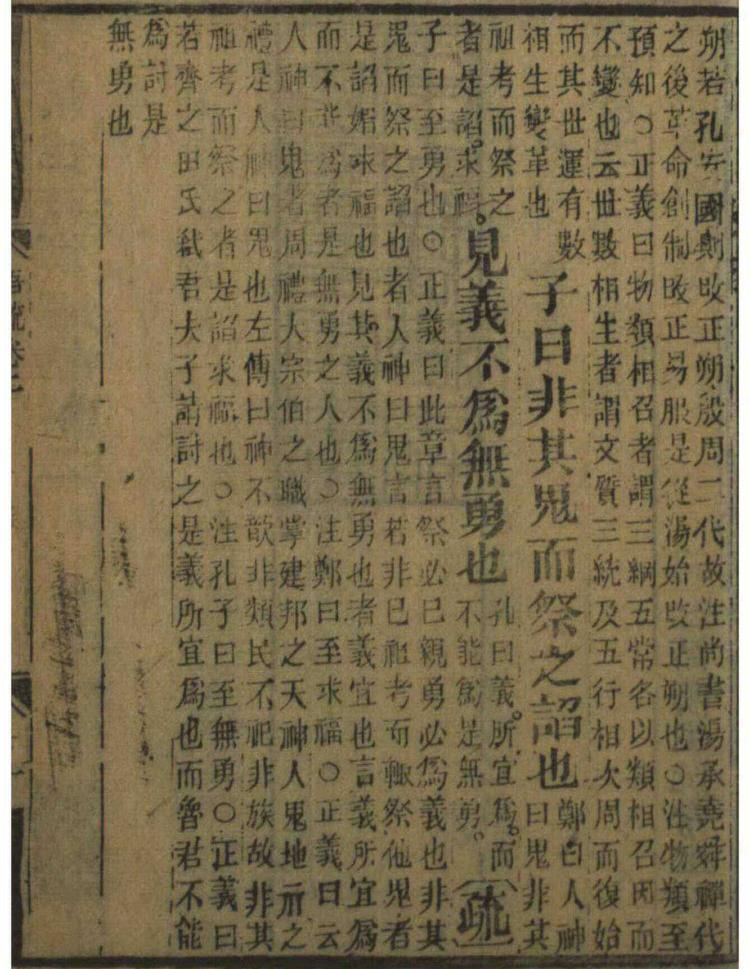 朔若孔安國則改正朔殷周二代故注尚書湯承堯舜禪代
之後革命創制改正易服是從湯始改正朔也○注物類至
預知○正義曰物類相召者謂三綱五常各以類相召因而
不變也云世數相生者謂文質三統及五行相次周而復始
而其世運有數
相生變革也
子曰非其鬼而祭之諂也
鄭曰人神
曰鬼非其
祖考而祭之
者是諂求福。
見義不爲無勇也
孔曰義。所宜爲。而
不能爲是無勇。
疏
子曰至勇也○正義曰此章言祭必己親勇必爲義也非其
鬼而祭之諂也者人神曰鬼言若非己祖考而輒祭他鬼者
是諂媚求福也見其義不爲無勇也者義宜也言義所宜爲
而不能爲者是無勇之人也○注鄭曰至求福○正義曰云
人神曰鬼者周禮大宗伯之職掌建邦之天神人鬼地示之
禮是人神曰鬼也左傳曰神不歆非類民不祀非族故非其
祖考而祭之者是諂求福也○注孔子曰至無勇○正義曰
若齊之田氏弑君大子請討之是義所宜爲也而魯君不能
爲討是
無勇也